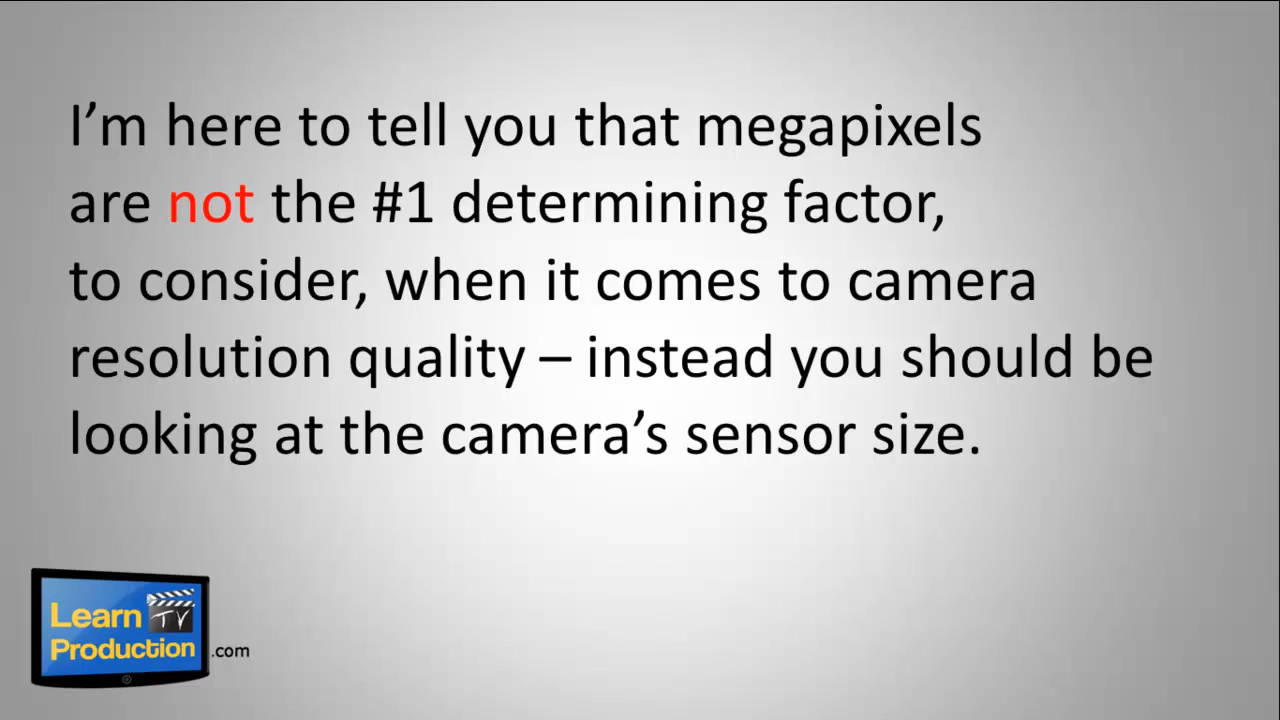 I’m here to tell you that megapixels
are not the #1 determining factor,
to consider, when it comes to camera
resolution quality – instead you should be
looking at the camera’s sensor size.
Learn TV
Production .com